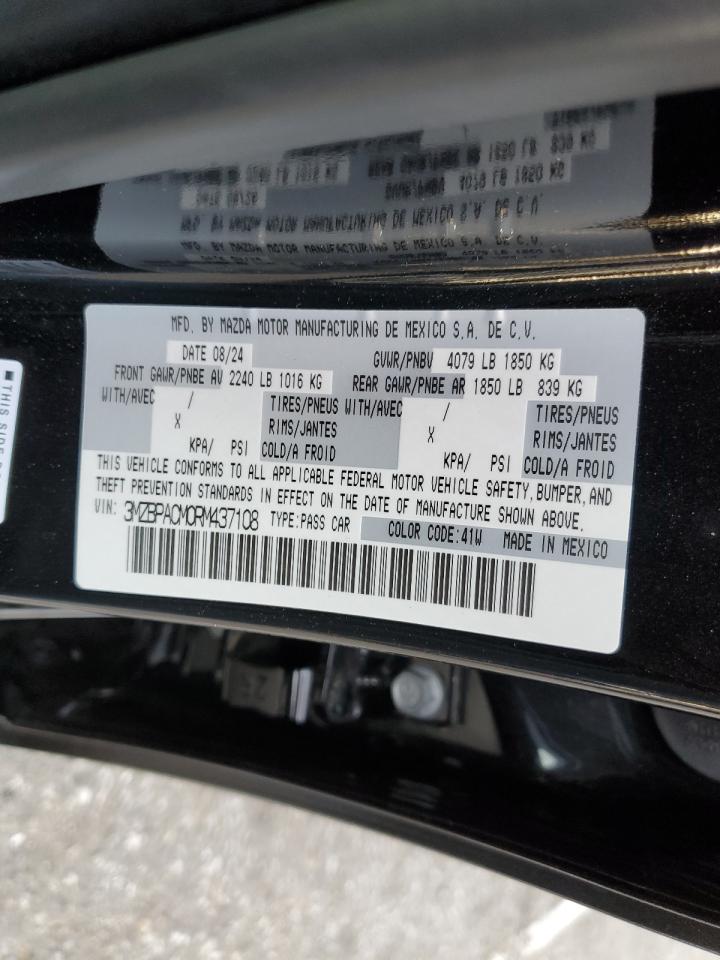 MFD. BY MAZDA MOTOR MANUFACTURING DE MEXICO S.A. DE C.V.
DATE 08/24 GVWR/PNBV 4079 LB 1850 KG
FRONT GAWR/PNBE AV 2240 LB 1016 KG REAR GAWR/PNBE AR 1850 LB 839 KG
WITH/AVEC / TIRES/PNEUS WITH/AVEC / TIRES/PNEUS
X RIMS/JANTES X RIMS/JANTES
KPA/ PSI COLD/A FROID KPA/ PSI COLD/A FROID
THIS VEHICLE CONFORMS TO ALL APPLICABLE FEDERAL MOTOR VEHICLE SAFETY, BUMPER, AND
THEFT PREVENTION STANDARDS IN EFFECT ON THE DATE OF MANUFACTURE SHOWN ABOVE.
VIN: 3MZBPACM0RM437108 TYPE:PASS CAR COLOR CODE:41W MADE IN MEXICO
THIS SIDE